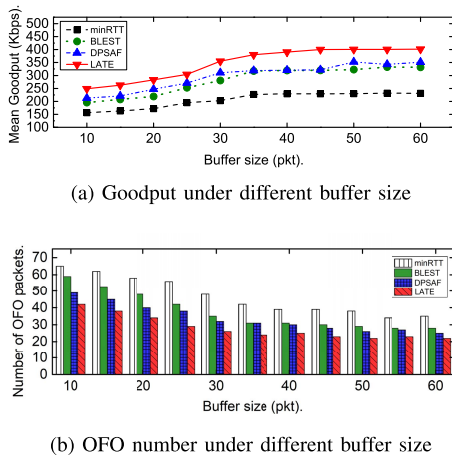 Mean Goodput (Kbps).
500
450
400
350
300
250
200
150
100
minRTT
BLEST
DPSAF
LATE
10 20 30 40 50 60
Buffer size (pkt).
(a) Goodput under different buffer size
Number of OFO packets.
70
60
50
40
30
20
10
0
minRTT
BLEST
DPSAF
LATE
10 20 30 40 50 60
Buffer size (pkt).
(b) OFO number under different buffer size